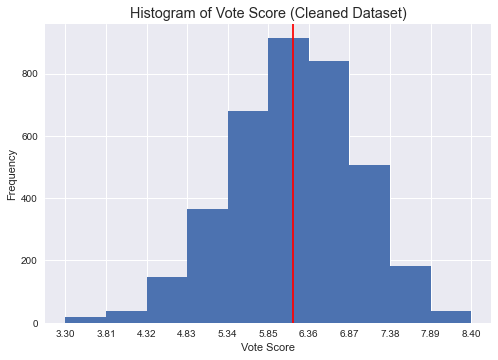 Histogram of Vote Score (Cleaned Dataset)
Frequency
800
600
400
200
0
3.30 3.81 4.32 4.83 5.34 5.85 6.36 6.87 7.38 7.89 8.40
Vote Score